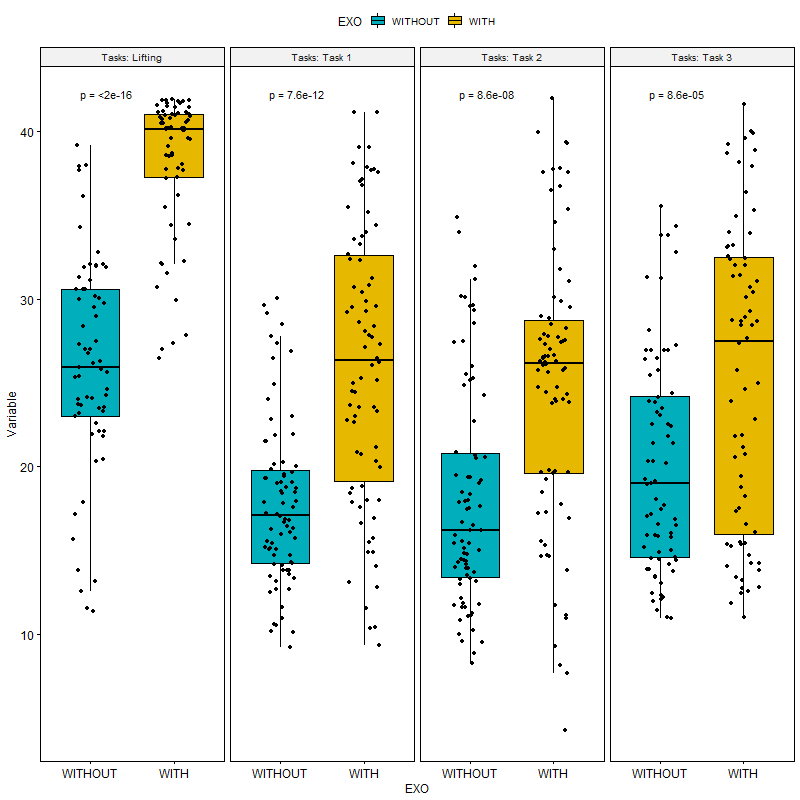 EXO WITHOUT WITH
Tasks: Lifting Tasks: Task 1 Tasks: Task 2 Tasks: Task 3
p = <2e-16 p = 7.6e-12 p = 8.6e-08 p = 8.6e-05
40
30
20
10
Variable
WITHOUT WITH WITHOUT WITH WITHOUT WITH WITHOUT WITH
EXO